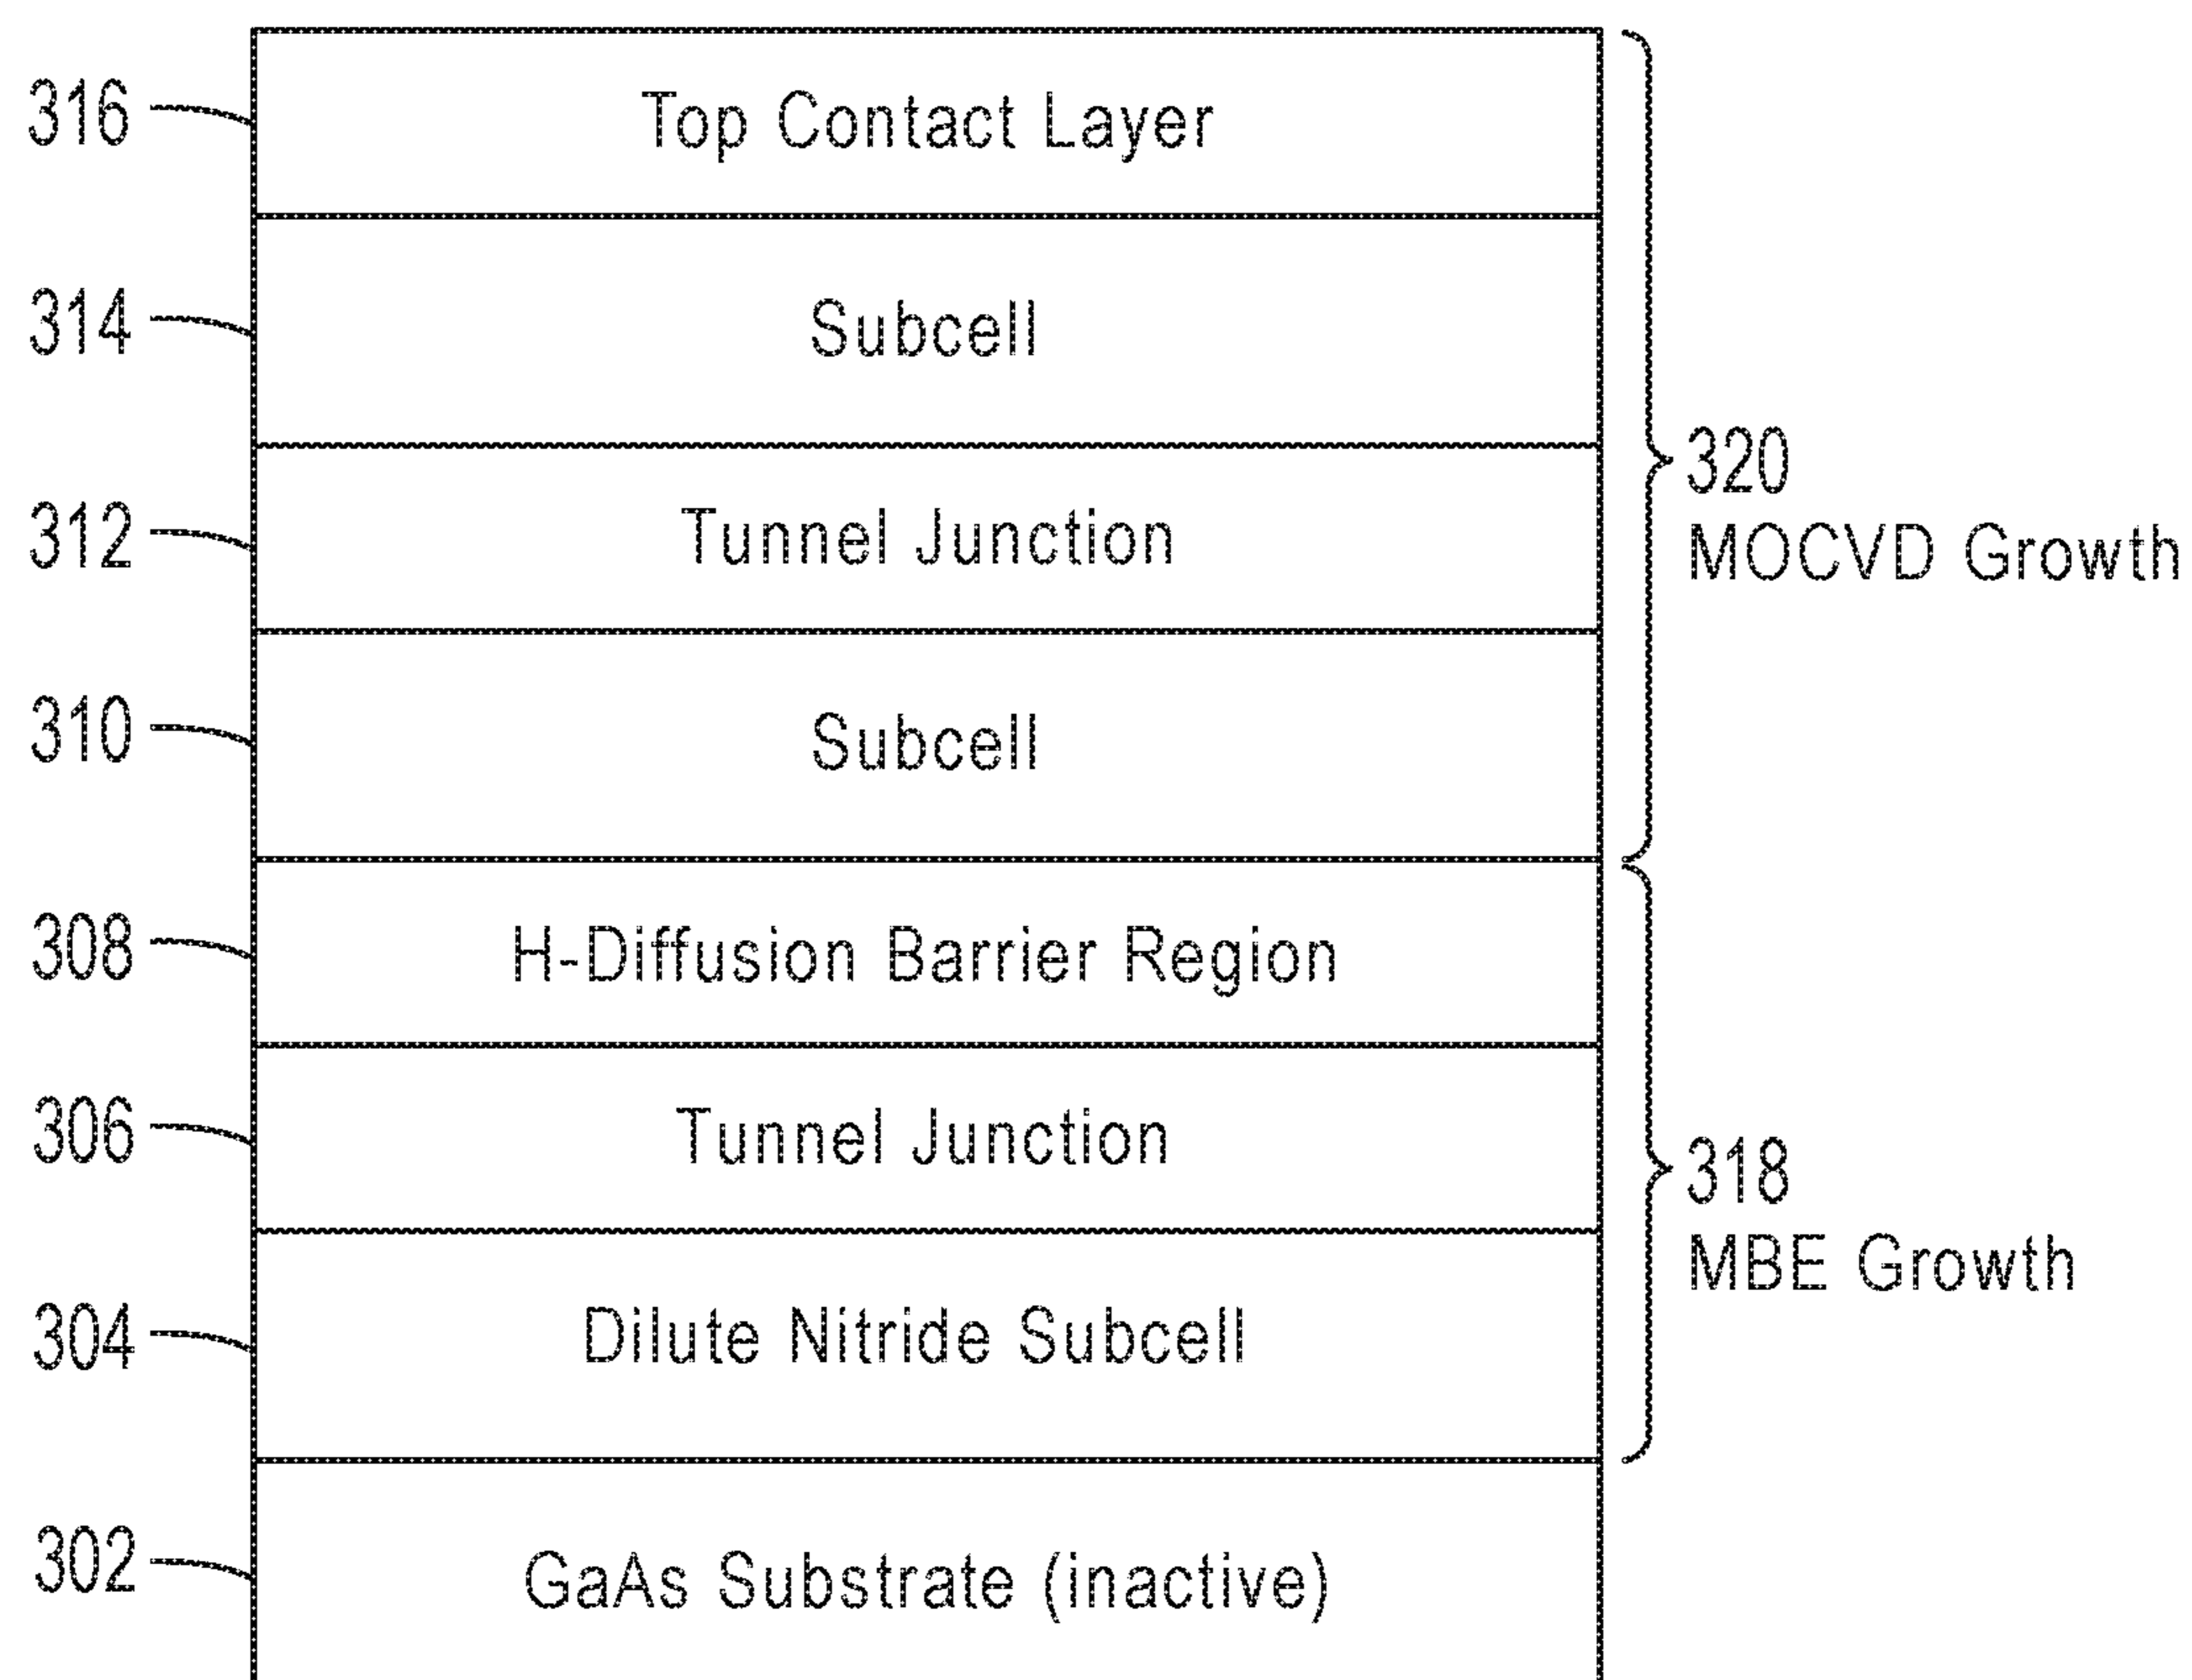 316 Top Contact Layer
314 Subcell
312 Tunnel Junction
310 Subcell
320
MOCVD Growth
308 H-Diffusion Barrier Region
306 Tunnel Junction
304 Dilute Nitride Subcell
318
MBE Growth
302 GaAs Substrate (inactive)